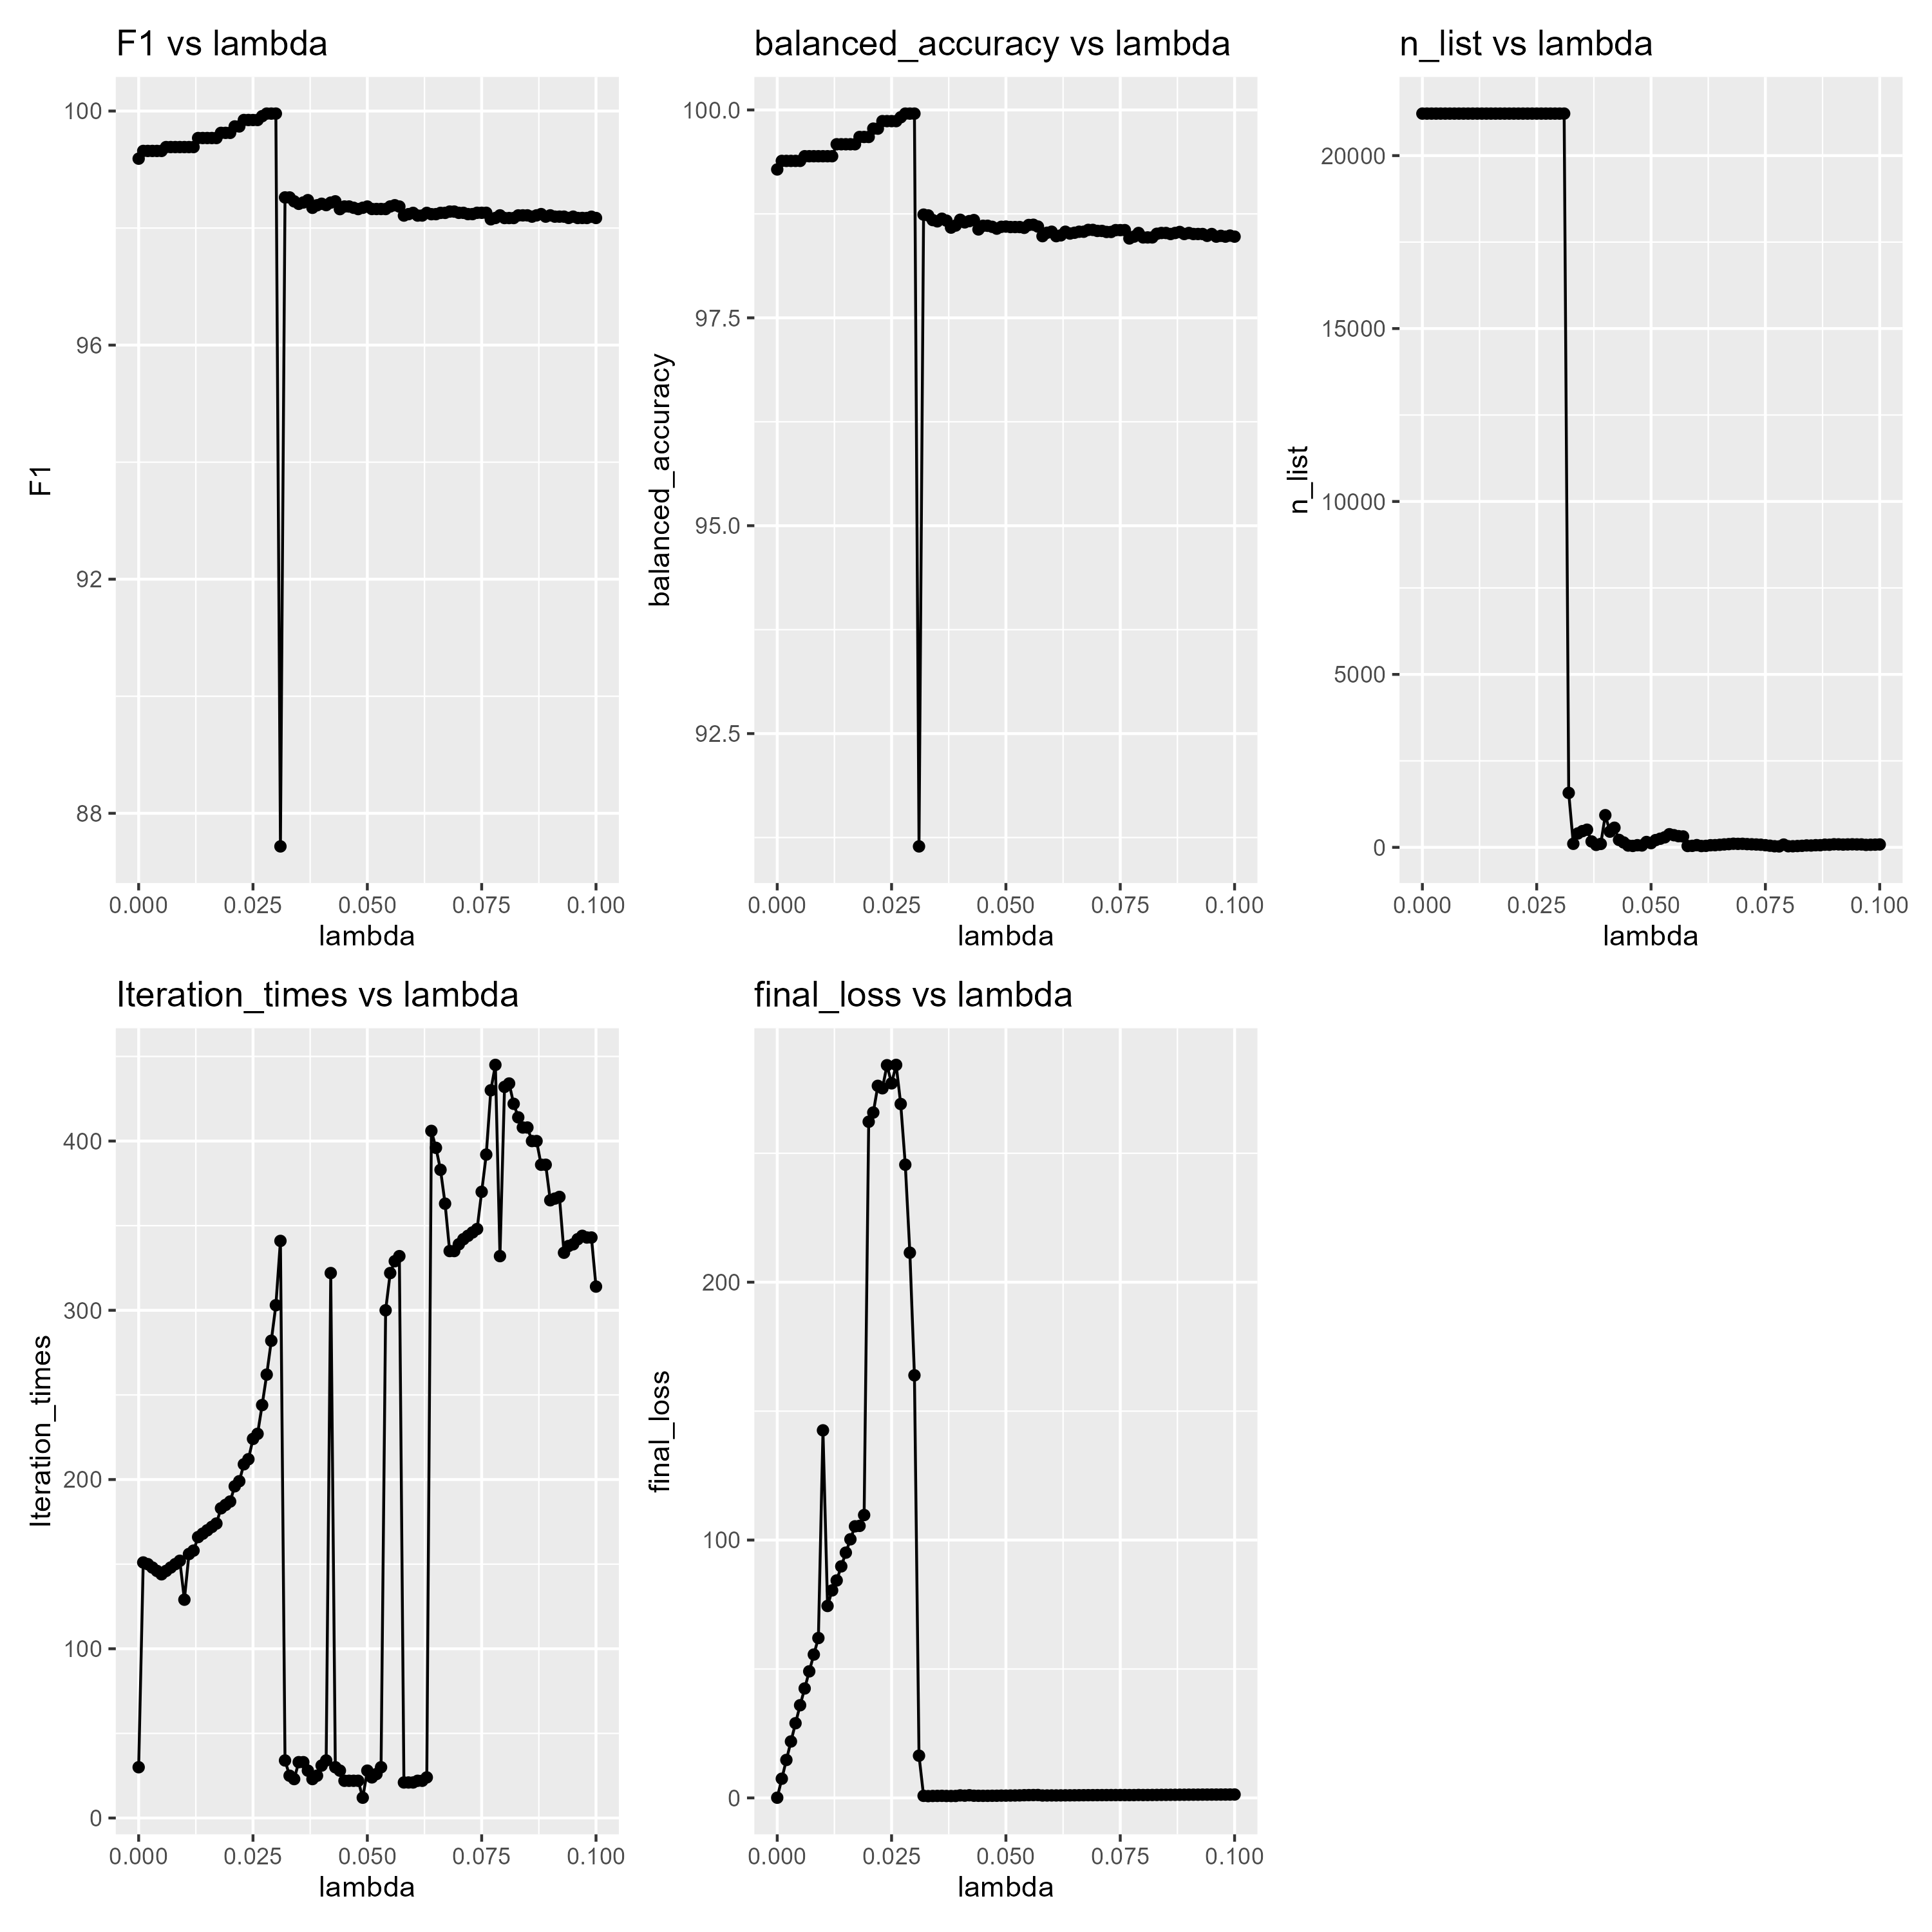 F1 vs lambda
100
96
92
88
F1
0.000 0.025 0.050 0.075 0.100
lambda
balanced_accuracy vs lambda
100.0
97.5
95.0
92.5
balanced_accuracy
0.000 0.025 0.050 0.075 0.100
lambda
n_list vs lambda
20000
15000
10000
5000
0
n_list
0.000 0.025 0.050 0.075 0.100
lambda
Iteration_times vs lambda
400
300
200
100
0
Iteration_times
0.000 0.025 0.050 0.075 0.100
lambda
final_loss vs lambda
200
100
0
final_loss
0.000 0.025 0.050 0.075 0.100
lambda